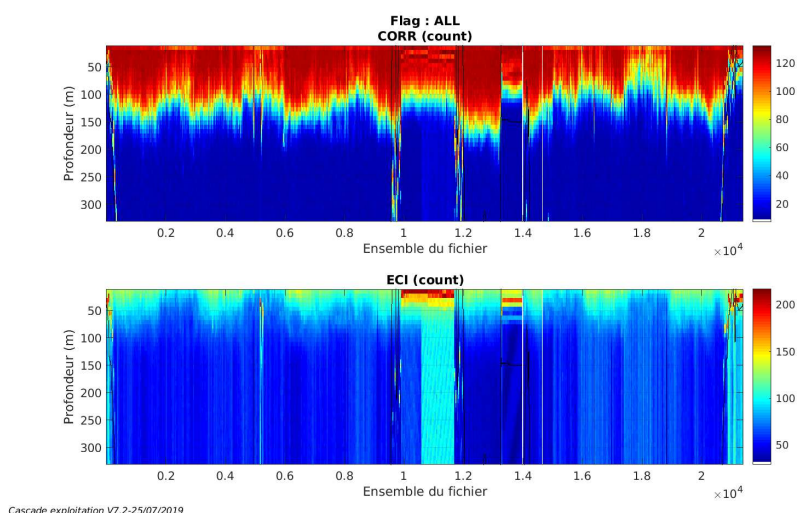 Flag : ALL
CORR (count)
Profondeur (m)
50
100
150
200
250
300
0.2 0.4 0.6 0.8 1 1.2 1.4 1.6 1.8 2
×10⁴
Ensemble du fichier
120
100
80
60
40
20
ECI (count)
Profondeur (m)
50
100
150
200
250
300
0.2 0.4 0.6 0.8 1 1.2 1.4 1.6 1.8 2
×10⁴
Ensemble du fichier
200
150
100
50
Cascade exploitation V7.2-25/07/2019